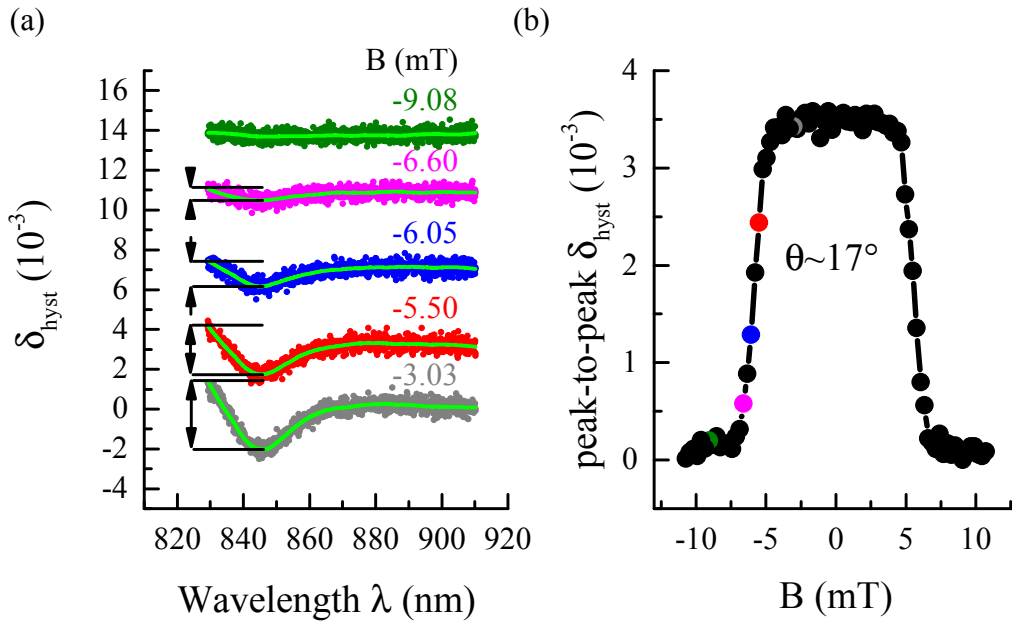 (a)
(b)
B (mT)
-9.08
-6.60
-6.05
-5.50
-3.03
16
14
12
10
8
6
4
2
0
-2
-4
δhyst (10-3)
820 840 860 880 900 920
Wavelength λ (nm)
4
3
2
1
0
peak-to-peak δhyst (10-3)
θ~17°
-10 -5 0 5 10
B (mT)